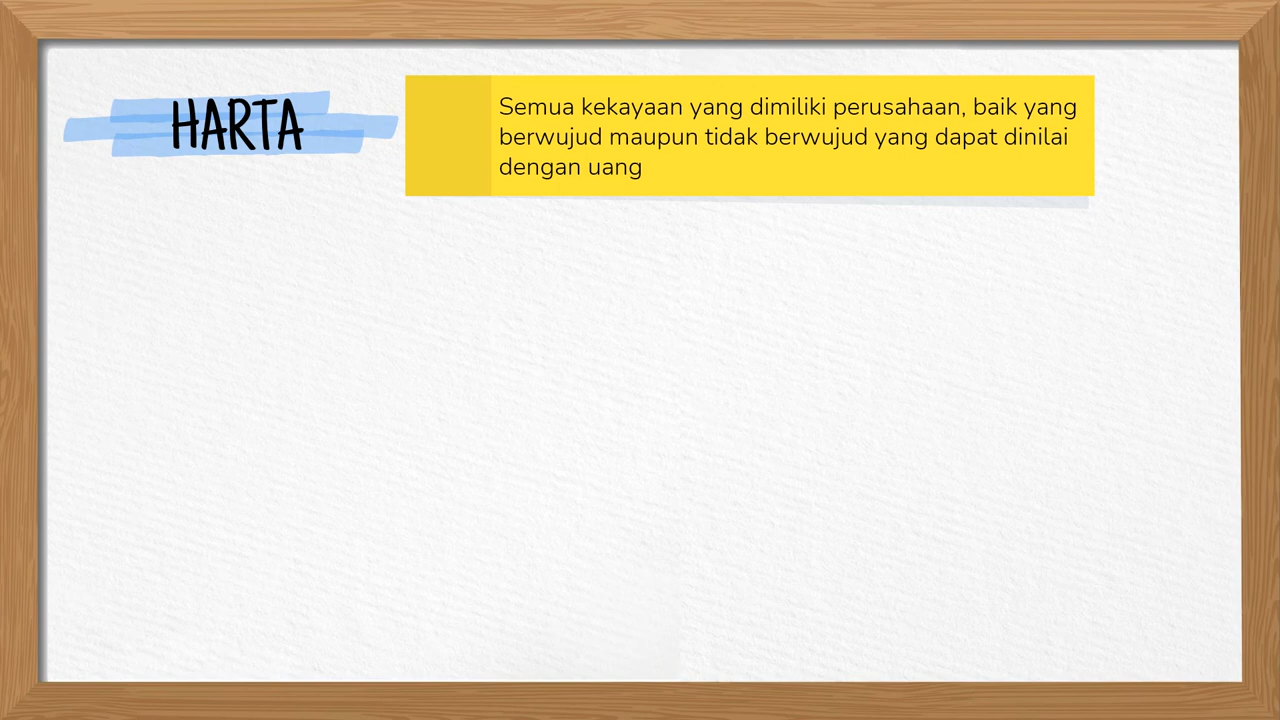 HARTA
Semua kekayaan yang dimiliki perusahaan, baik yang
berwujud maupun tidak berwujud yang dapat dinilai
dengan uang